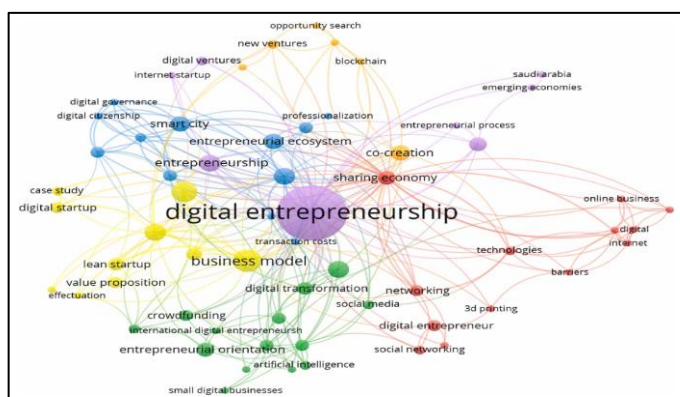 opportunity search
new ventures
digital ventures
blockchain
internet startup
saudi arabia
emerging economies
digital governance
digital citizenship
smart city
professionalization
entrepreneurial process
entrepreneurial ecosystem
co-creation
entrepreneurship
sharing economy
case study
digital startup
online business
digital entrepreneurship
digital
internet
transaction costs
technologies
lean startup
business model
barriers
value proposition
digital transformation
networking
effectuation
social media
3d printing
crowdfunding
digital entrepreneur
international digital entrepreneursh
entrepreneurial orientation
social networking
artificial intelligence
small digital businesses